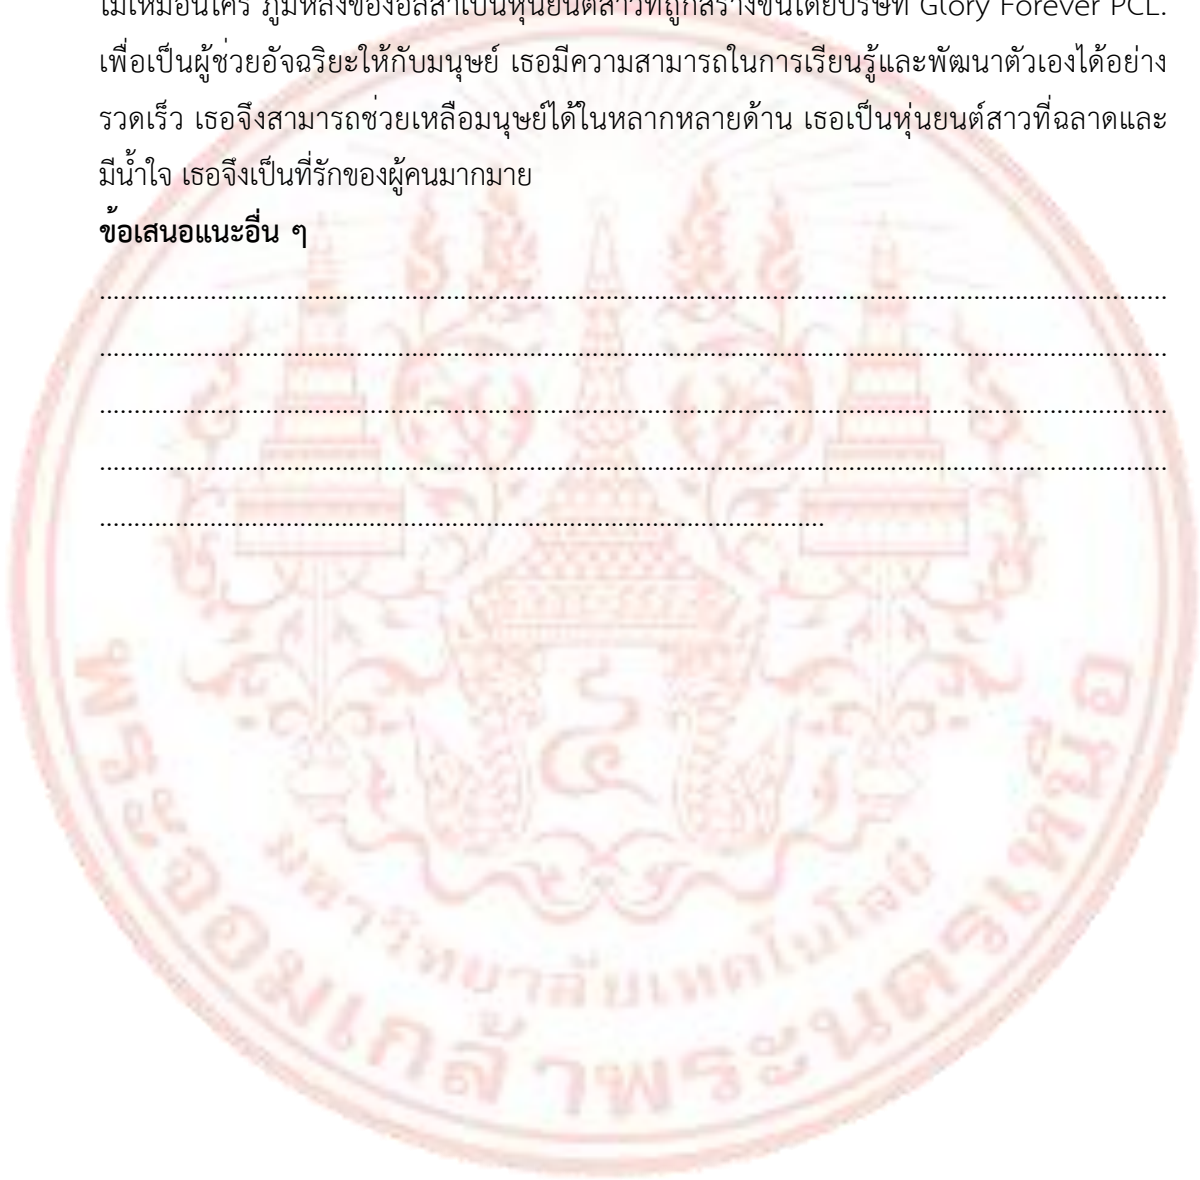 ไม่เหมือนใคร ภูมิหลังของอลิสาเป็นหุ่นยนต์สาวที่ถูกสร้างขึ้นโดยบริษัท Glory Forever PCL.
เพื่อเป็นผู้ช่วยอัจฉริยะให้กับมนุษย์ เธอมีความสามารถในการเรียนรู้และพัฒนาตัวเองได้อย่าง
รวดเร็ว เธอจึงสามารถช่วยเหลือมนุษย์ได้ในหลากหลายด้าน เธอเป็นหุ่นยนต์สาวที่ฉลาดและ
มีน้ำใจ เธอจึงเป็นที่รักของผู้คนมากมาย
ข้อเสนอแนะอื่น ๆ
มหาวิทยาลัยเทคโนโลยี
พระจอมเกล้าพระนครเหนือ